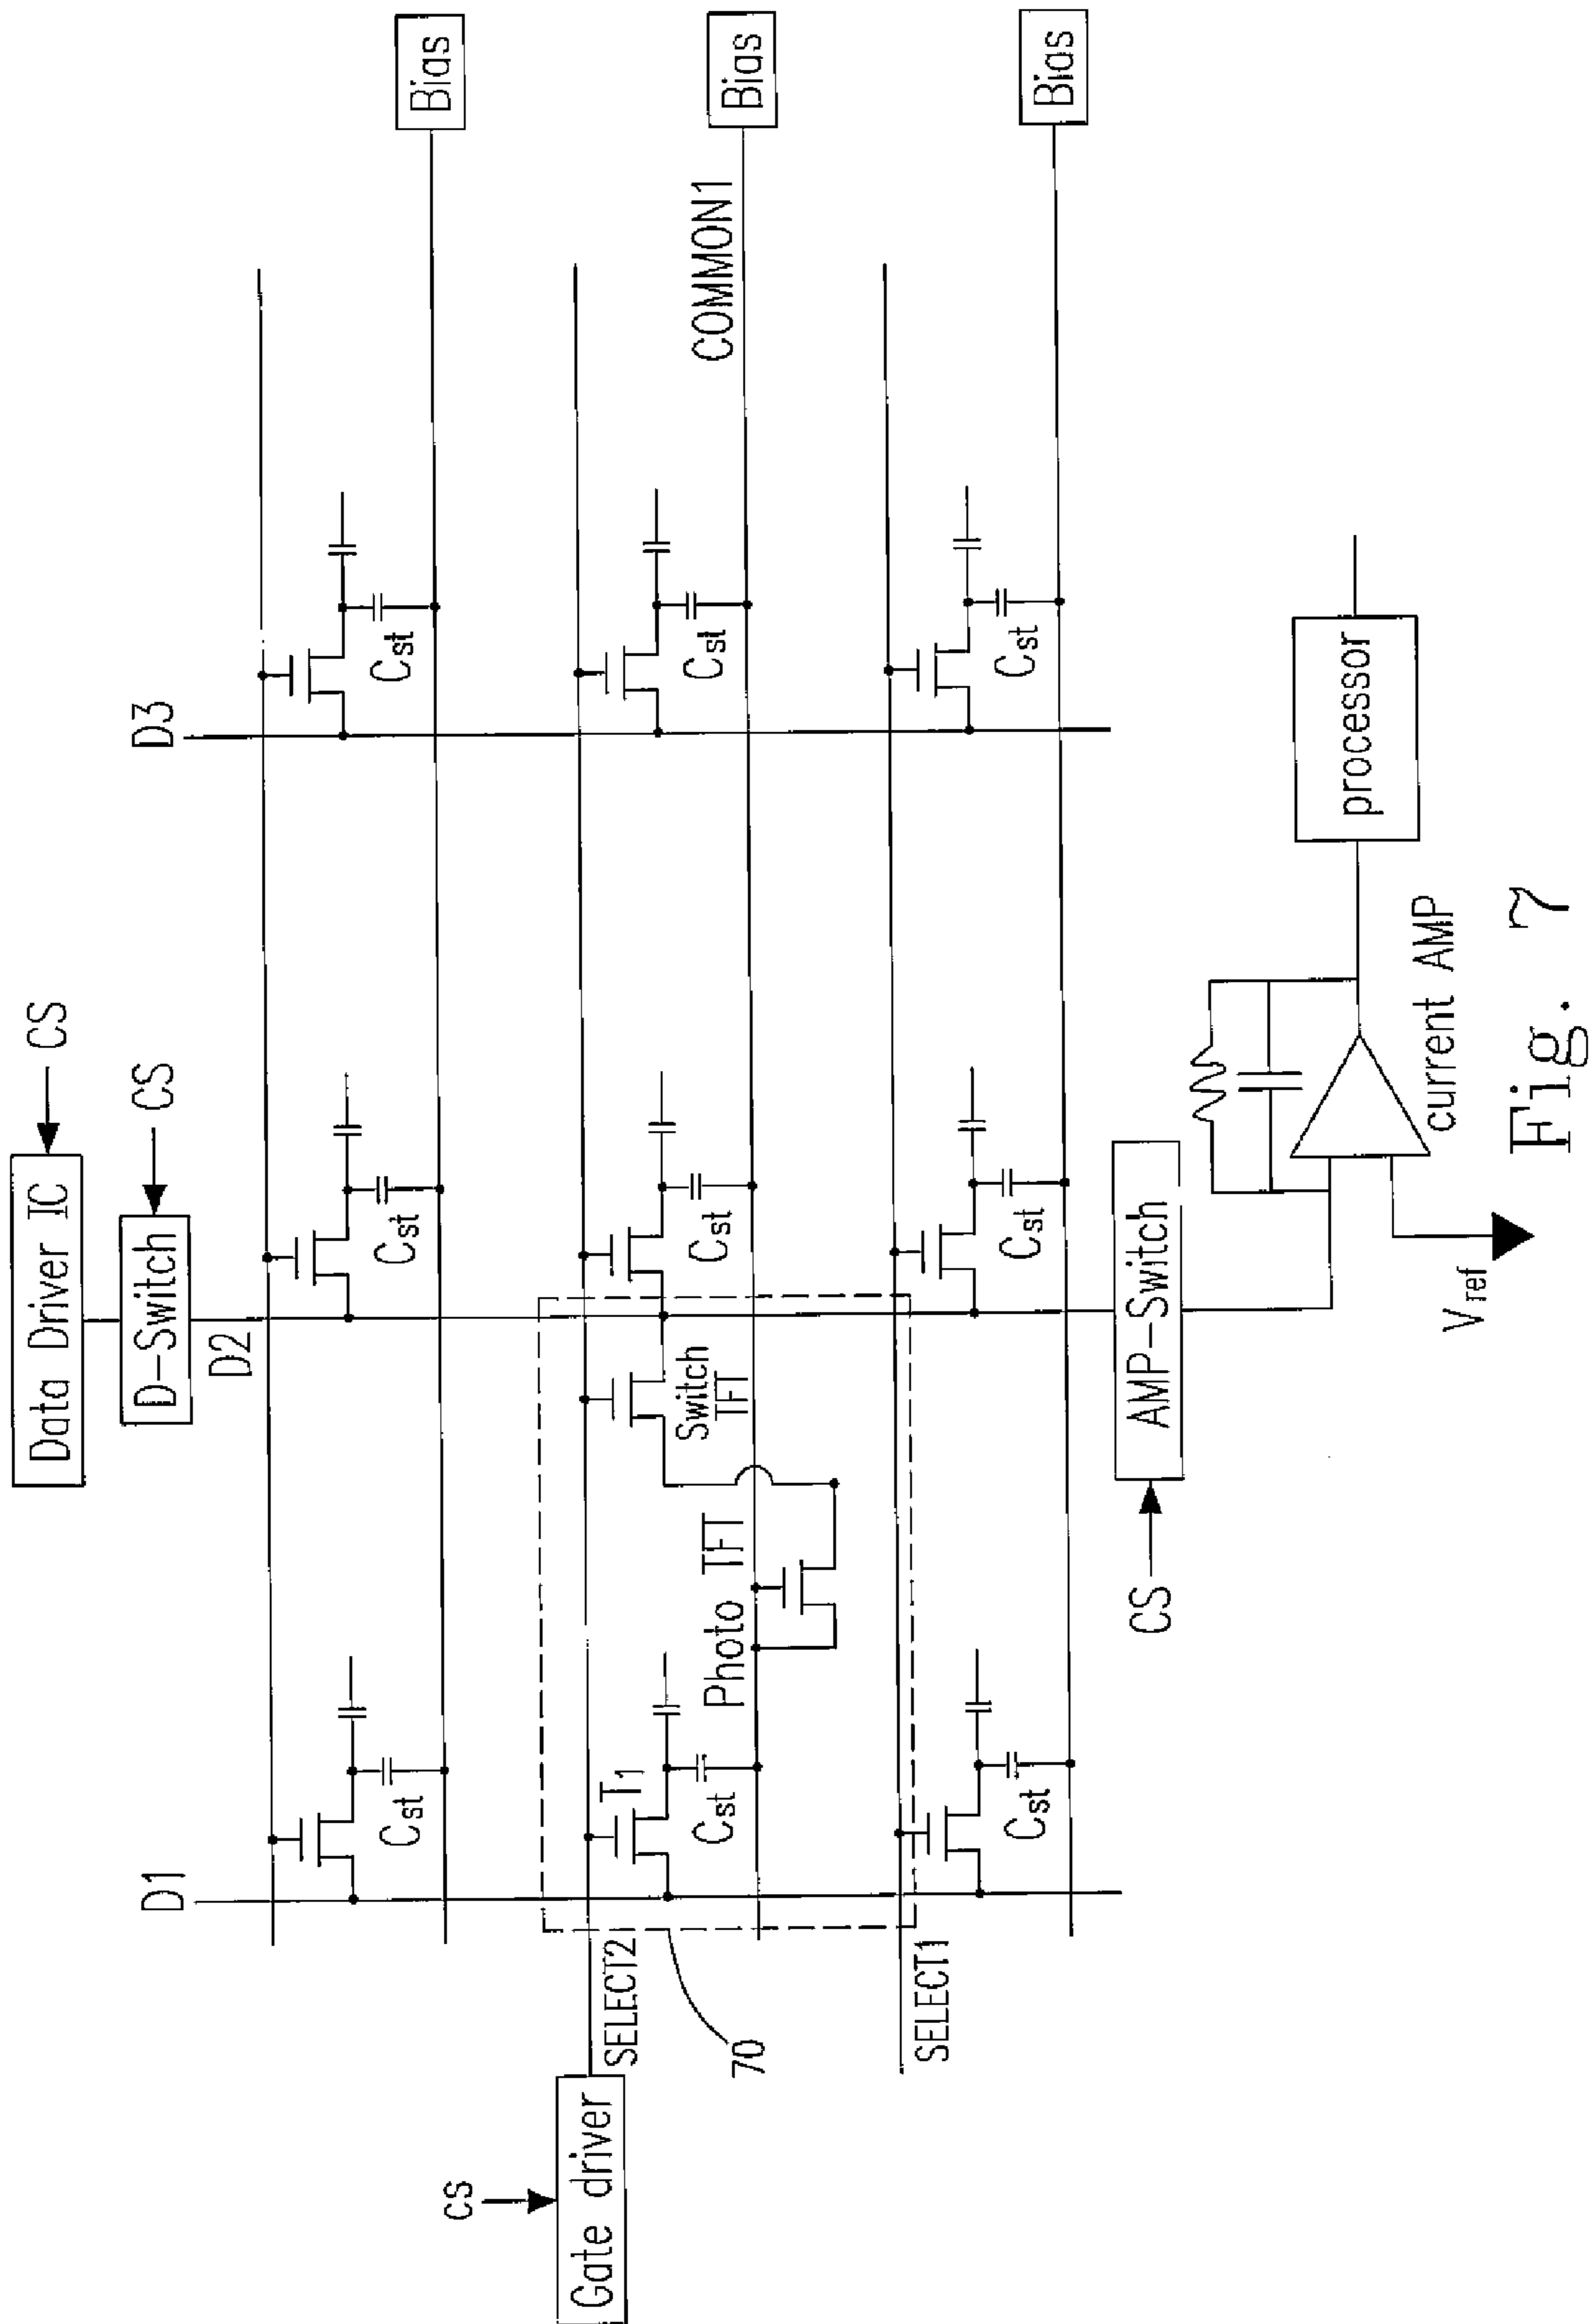 Data Driver IC
CS
D-Switch
CS
D1
D2
D3
Bias
Cst
Cst
Cst
CS
Gate driver
SELECT2
T1
Cst
Switch
TFT
Cst
Cst
COMMON1
Bias
Photo TFT
70
SELECT1
Cst
Cst
Cst
Bias
CS
AMP-Switch
processor
current AMP
Vref
Fig. 7